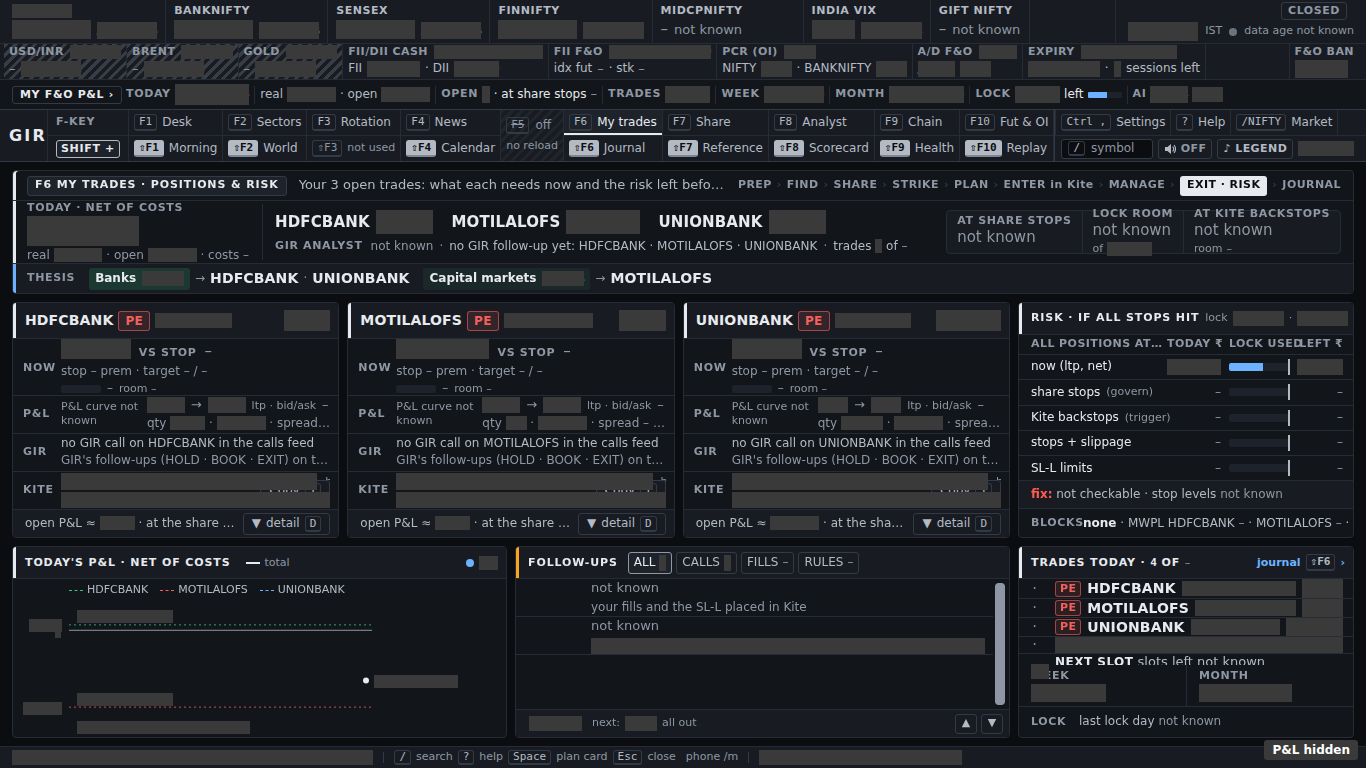 BANKNIFTY SENSEX FINNIFTY MIDCPNIFTY INDIA VIX GIFT NIFTY CLOSED
– not known – not known IST ● data age not known
USD/INR BRENT GOLD FII/DII CASH FII F&O PCR (OI) A/D F&O EXPIRY F&O BAN
– – – FII · DII idx fut – · stk – NIFTY · BANKNIFTY · sessions left
MY F&O P&L › TODAY real · open OPEN · at share stops – TRADES WEEK MONTH LOCK left AI
GIR F-KEY F1 Desk F2 Sectors F3 Rotation F4 News F5 off F6 My trades F7 Share F8 Analyst F9 Chain F10 Fut & OI Ctrl , Settings ? Help /NIFTY Market
SHIFT + ⇧F1 Morning ⇧F2 World ⇧F3 not used ⇧F4 Calendar no reload ⇧F6 Journal ⇧F7 Reference ⇧F8 Scorecard ⇧F9 Health ⇧F10 Replay / symbol OFF ♪ LEGEND
F6 MY TRADES · POSITIONS & RISK Your 3 open trades: what each needs now and the risk left befo… PREP › FIND › SHARE › STRIKE › PLAN › ENTER in Kite › MANAGE › EXIT · RISK › JOURNAL
TODAY · NET OF COSTS
real · open · costs –
HDFCBANK MOTILALOFS UNIONBANK
GIR ANALYST not known · no GIR follow-up yet: HDFCBANK · MOTILALOFS · UNIONBANK · trades of –
AT SHARE STOPS LOCK ROOM AT KITE BACKSTOPS
not known not known not known
of room –
THESIS Banks → HDFCBANK · UNIONBANK Capital markets → MOTILALOFS
HDFCBANK PE
NOW VS STOP –
stop – prem · target – / –
– room –
P&L P&L curve not known → ltp · bid/ask –
qty · · spread…
GIR no GIR call on HDFCBANK in the calls feed
GIR's follow-ups (HOLD · BOOK · EXIT) on t…
KITE
open P&L ≈ · at the share … ▼ detail D
MOTILALOFS PE
NOW VS STOP –
stop – prem · target – / –
– room –
P&L P&L curve not known → ltp · bid/ask –
qty · · spread – …
GIR no GIR call on MOTILALOFS in the calls feed
GIR's follow-ups (HOLD · BOOK · EXIT) on t…
KITE
open P&L ≈ · at the share … ▼ detail D
UNIONBANK PE
NOW VS STOP –
stop – prem · target – / –
– room –
P&L P&L curve not known → ltp · bid/ask –
qty · · sprea…
GIR no GIR call on UNIONBANK in the calls feed
GIR's follow-ups (HOLD · BOOK · EXIT) on t…
KITE
open P&L ≈ · at the sha… ▼ detail D
RISK · IF ALL STOPS HIT lock ·
ALL POSITIONS AT… TODAY ₹ LOCK USED LEFT ₹
now (ltp, net)
share stops (govern) – –
Kite backstops (trigger) – –
stops + slippage – –
SL-L limits – –
fix: not checkable · stop levels not known
BLOCKS none · MWPL HDFCBANK – · MOTILALOFS – ·
TODAY'S P&L · NET OF COSTS total
HDFCBANK MOTILALOFS UNIONBANK
FOLLOW-UPS ALL CALLS FILLS – RULES –
not known
your fills and the SL-L placed in Kite
not known
next: all out ▲ ▼
TRADES TODAY · 4 OF – journal ⇧F6 ›
· PE HDFCBANK
· PE MOTILALOFS
· PE UNIONBANK
·
NEXT SLOT slots left not known
MONTH
LOCK last lock day not known
/ search ? help Space plan card Esc close phone /m
P&L hidden